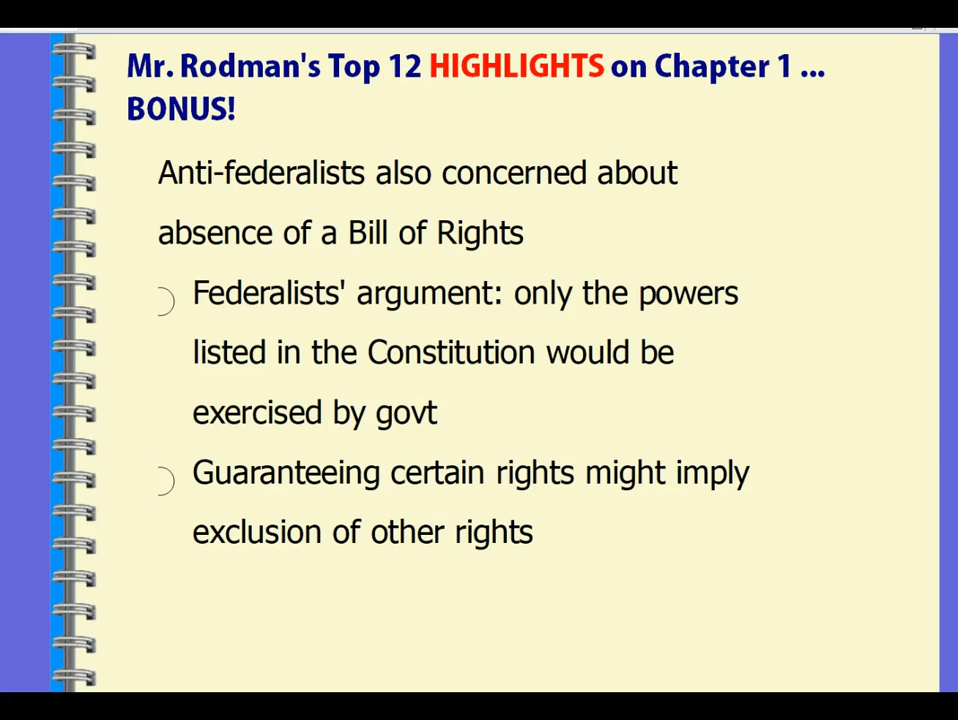 Mr. Rodman's Top 12 HIGHLIGHTS on Chapter 1 ...
BONUS!
Anti-federalists also concerned about
absence of a Bill of Rights
Federalists' argument: only the powers
listed in the Constitution would be
exercised by govt
Guaranteeing certain rights might imply
exclusion of other rights